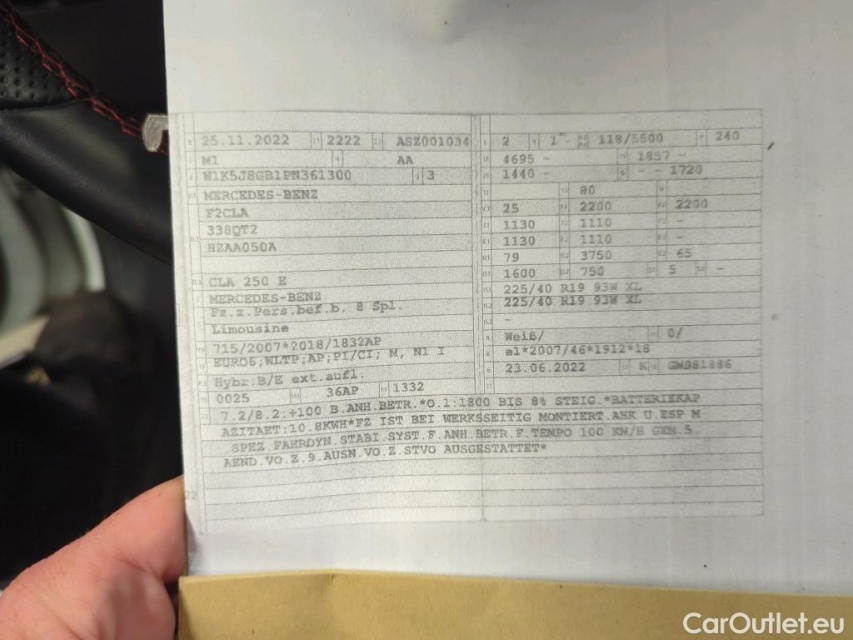 25.11.2022 2222 ASZ001034 2 1 118/5500 240
M1 AA 4695 - 1857 -
W1K5J8GB1PN361300 3 1440 - - 1720
MERCEDES-BENZ 80
F2CLA 25 2200 2200
338QT2 1130 1110 -
HZAA050A 1130 1110
79 3750 65
CLA 250 E 1600 750 5 -
MERCEDES-BENZ 225/40 R19 93W XL
Fz.z.Pers.bef.b. 8 Spl. 225/40 R19 93W XL
Limousine -
715/2007*2018/1832AP Weiß/ - 0/
EURO6;WLTP;AP;PI/CI; M, N1 I e1*2007/46*1912*18
Hybr.B/E ext.aufl. 23.06.2022 K
0025 36AP 1332
7.2/8.2:+100 B.ANH.BETR.*O.1:1800 BIS 8% STEIG.*BATTERIEKAP
AZITAET:10.8KWH*FZ IST BEI WERKSSEITIG MONTIERT.AHK U.ESP M
.SPEZ.FAHRDYN.STABI.SYST.F.ANH.BETR.F.TEMPO 100 KM/H GEM.5
AEND.VO.Z.9.AUSN.VO.Z.STVO AUSGESTATTET*
22
CarOutlet.eu